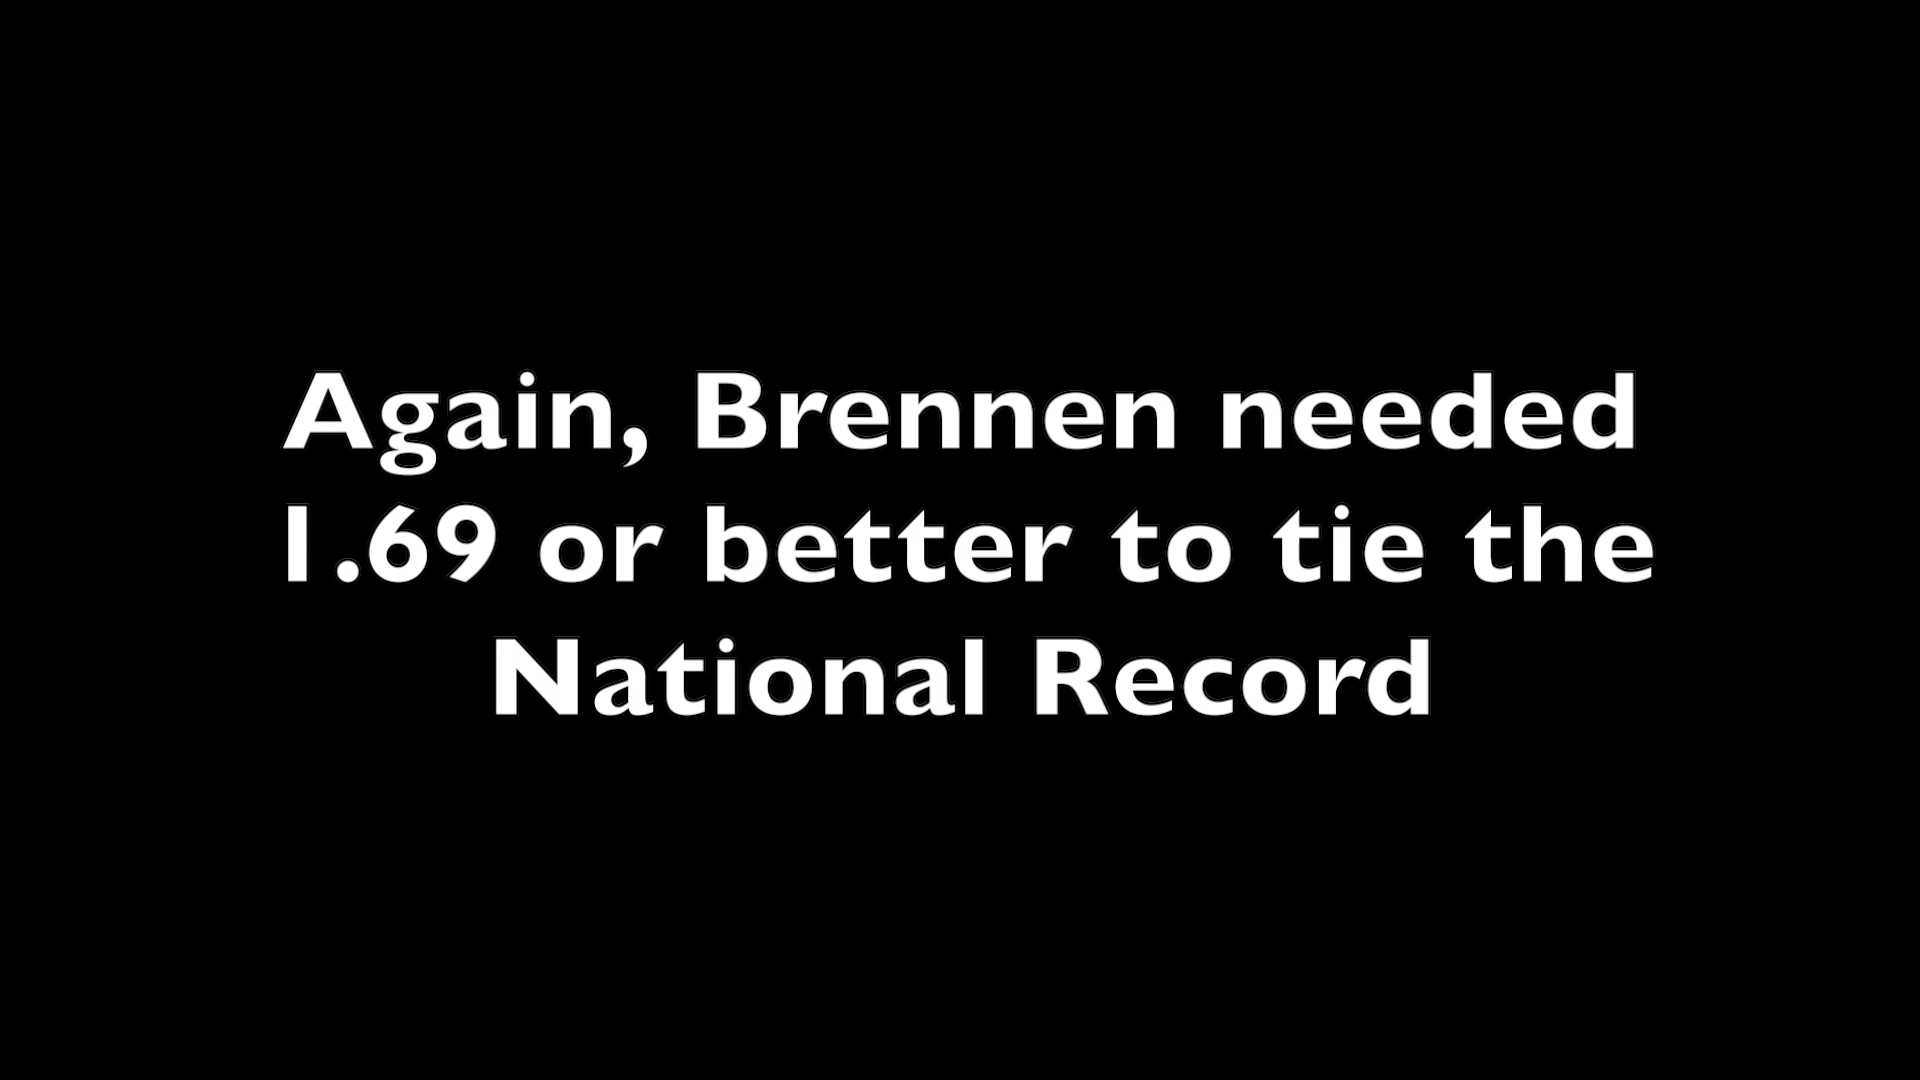 Again, Brennen needed
1.69 or better to tie the
National Record